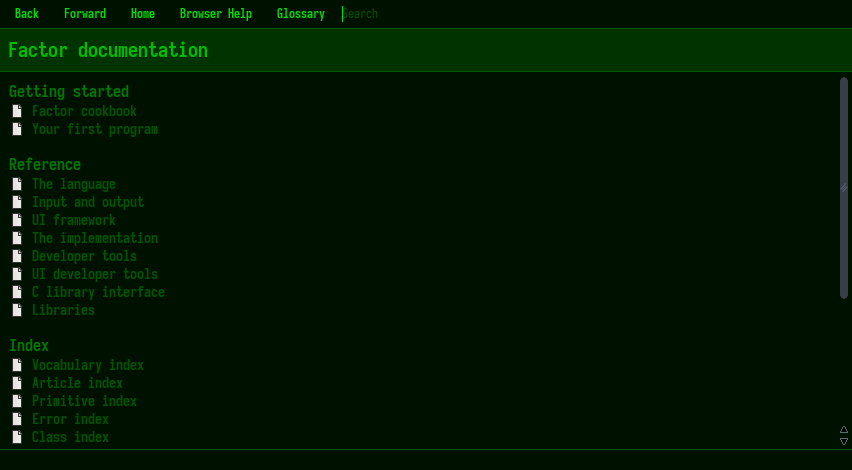 Back Forward Home Browser Help Glossary Search
Factor documentation
Getting started
Factor cookbook
Your first program
Reference
The language
Input and output
UI framework
The implementation
Developer tools
UI developer tools
C library interface
Libraries
Index
Vocabulary index
Article index
Primitive index
Error index
Class index